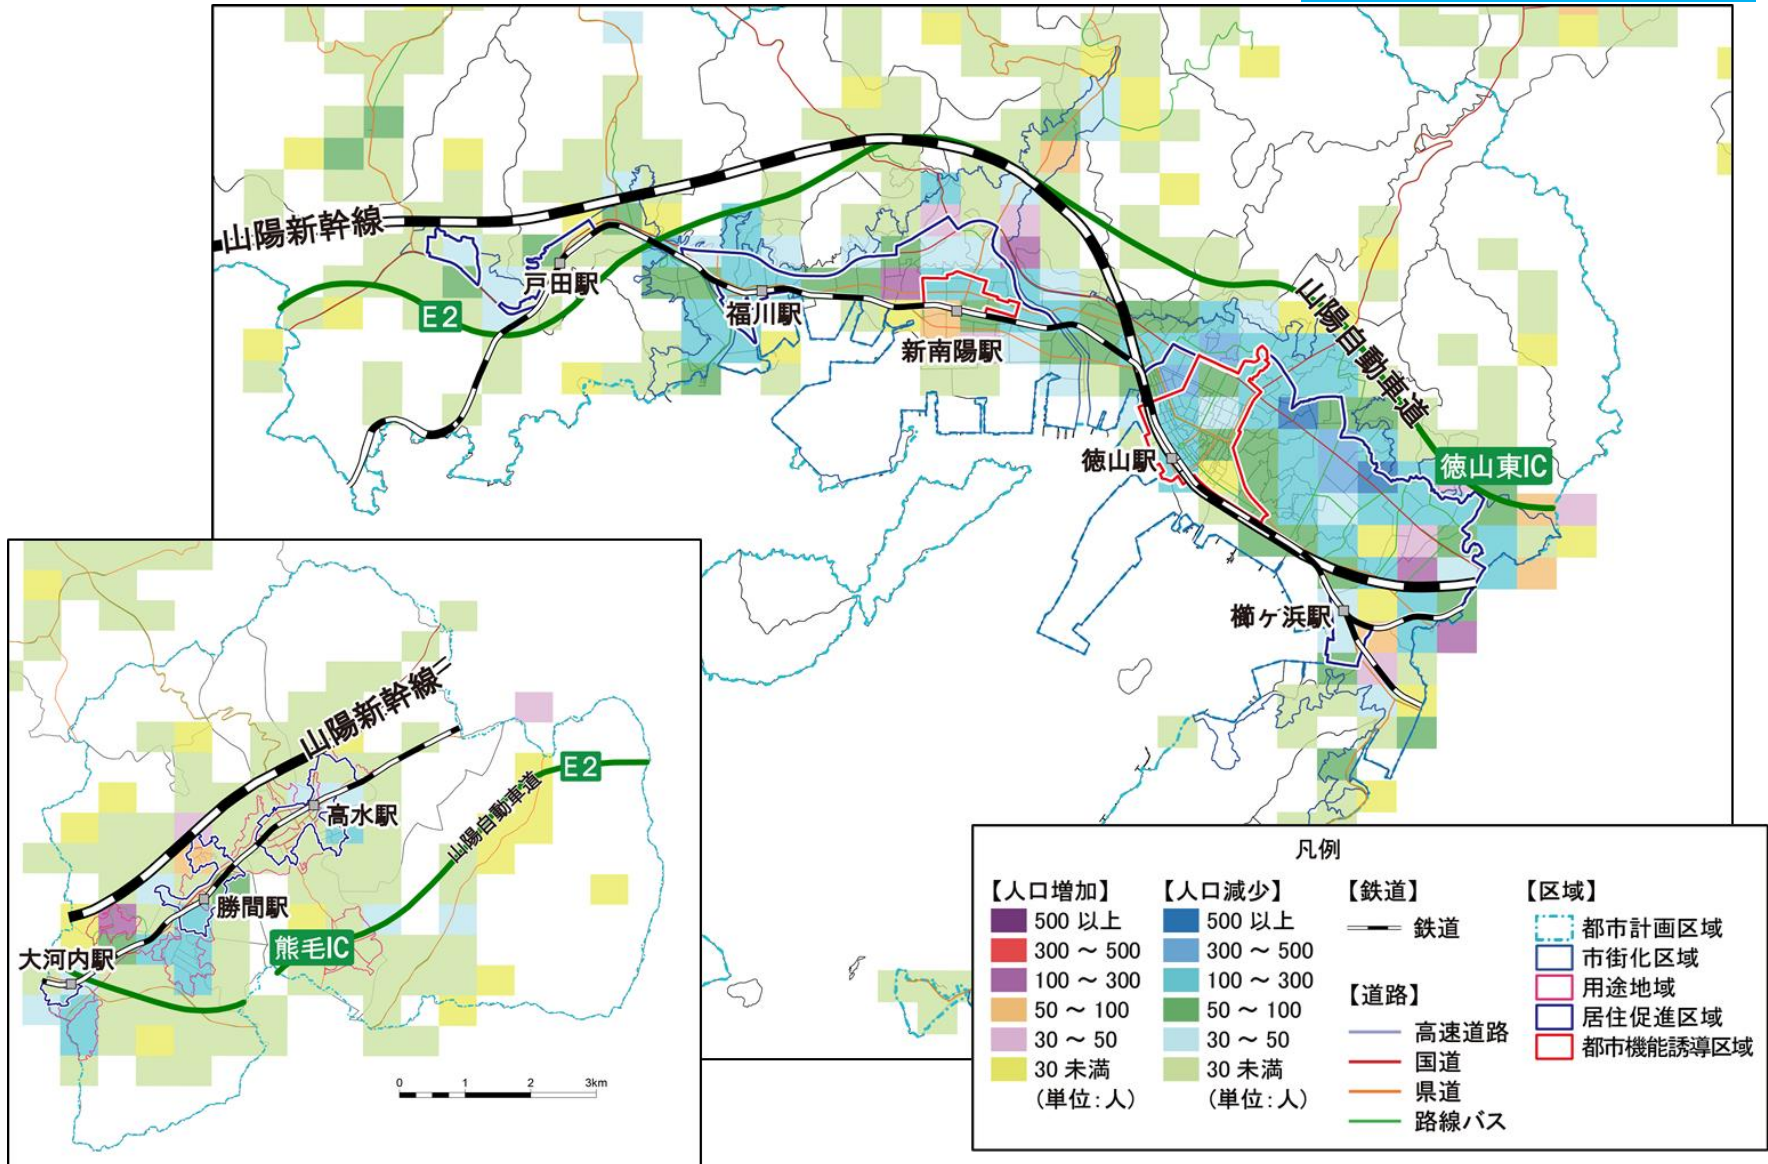 山陽新幹線
E2
戸田駅
福川駅
新南陽駅
山陽自動車道
徳山東IC
徳山駅
櫛ヶ浜駅
山陽新幹線
E2
山陽自動車道
高水駅
勝間駅
熊毛IC
大河内駅
0 1 2 3km
凡例
【人口増加】
500 以上
300 ～ 500
100 ～ 300
50 ～ 100
30 ～ 50
30 未満
(単位:人)
【人口減少】
500 以上
300 ～ 500
100 ～ 300
50 ～ 100
30 ～ 50
30 未満
(単位:人)
【鉄道】
鉄道
【道路】
高速道路
国道
県道
路線バス
【区域】
都市計画区域
市街化区域
用途地域
居住促進区域
都市機能誘導区域